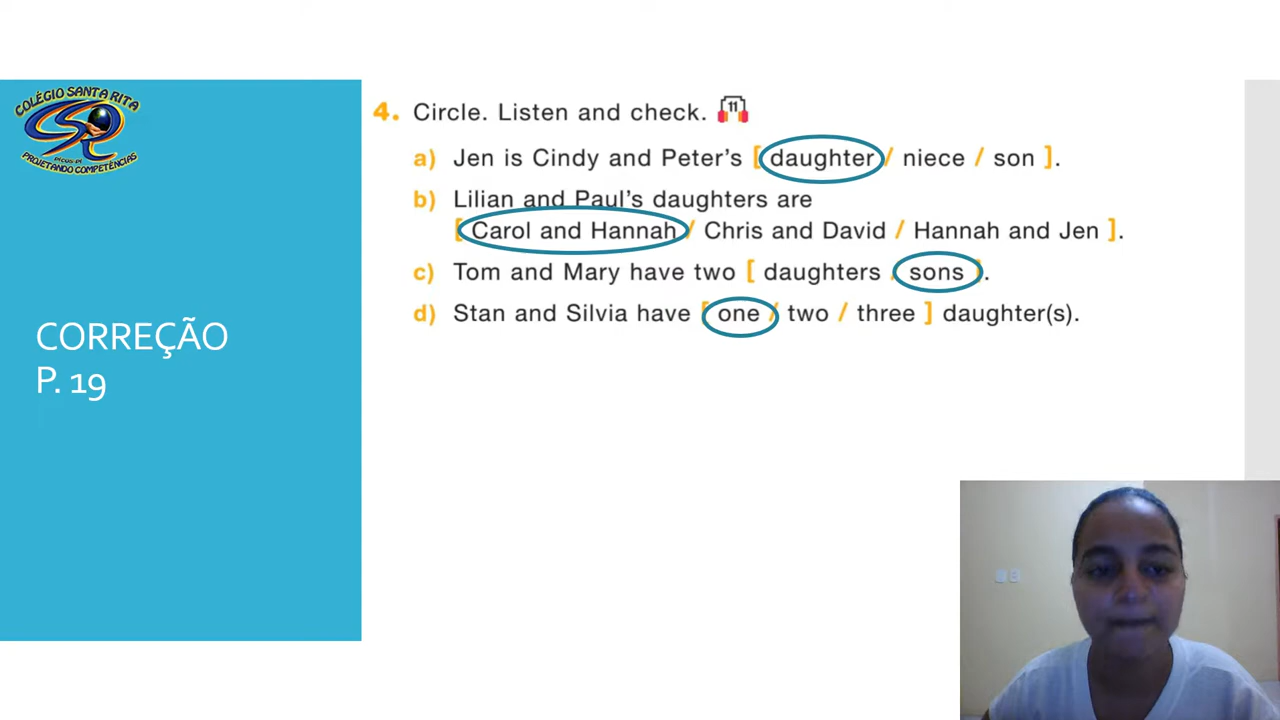 COLÉGIO SANTA RITA
PROJETANDO COMPETÊNCIAS
CORREÇÃO
P. 19
4. Circle. Listen and check. 11
a) Jen is Cindy and Peter's [ daughter / niece / son ].
b) Lilian and Paul's daughters are
[ Carol and Hannah / Chris and David / Hannah and Jen ].
c) Tom and Mary have two [ daughters / sons ].
d) Stan and Silvia have [ one / two / three ] daughter(s).